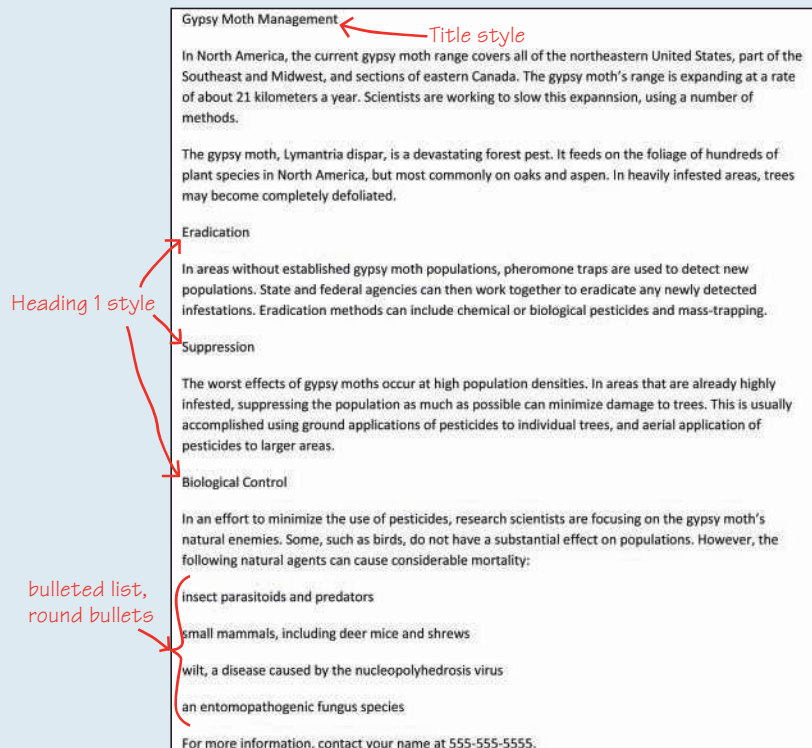 Gypsy Moth Management
Title style
In North America, the current gypsy moth range covers all of the northeastern United States, part of the
Southeast and Midwest, and sections of eastern Canada. The gypsy moth's range is expanding at a rate
of about 21 kilometers a year. Scientists are working to slow this expannsion, using a number of
methods.
The gypsy moth, Lymantria dispar, is a devastating forest pest. It feeds on the foliage of hundreds of
plant species in North America, but most commonly on oaks and aspen. In heavily infested areas, trees
may become completely defoliated.
Eradication
In areas without established gypsy moth populations, pheromone traps are used to detect new
populations. State and federal agencies can then work together to eradicate any newly detected
infestations. Eradication methods can include chemical or biological pesticides and mass-trapping.
Heading 1 style
Suppression
The worst effects of gypsy moths occur at high population densities. In areas that are already highly
infested, suppressing the population as much as possible can minimize damage to trees. This is usually
accomplished using ground applications of pesticides to individual trees, and aerial application of
pesticides to larger areas.
Biological Control
In an effort to minimize the use of pesticides, research scientists are focusing on the gypsy moth's
natural enemies. Some, such as birds, do not have a substantial effect on populations. However, the
following natural agents can cause considerable mortality:
bulleted list,
round bullets
insect parasitoids and predators
small mammals, including deer mice and shrews
wilt, a disease caused by the nucleopolyhedrosis virus
an entomopathogenic fungus species
For more information, contact your name at 555-555-5555.